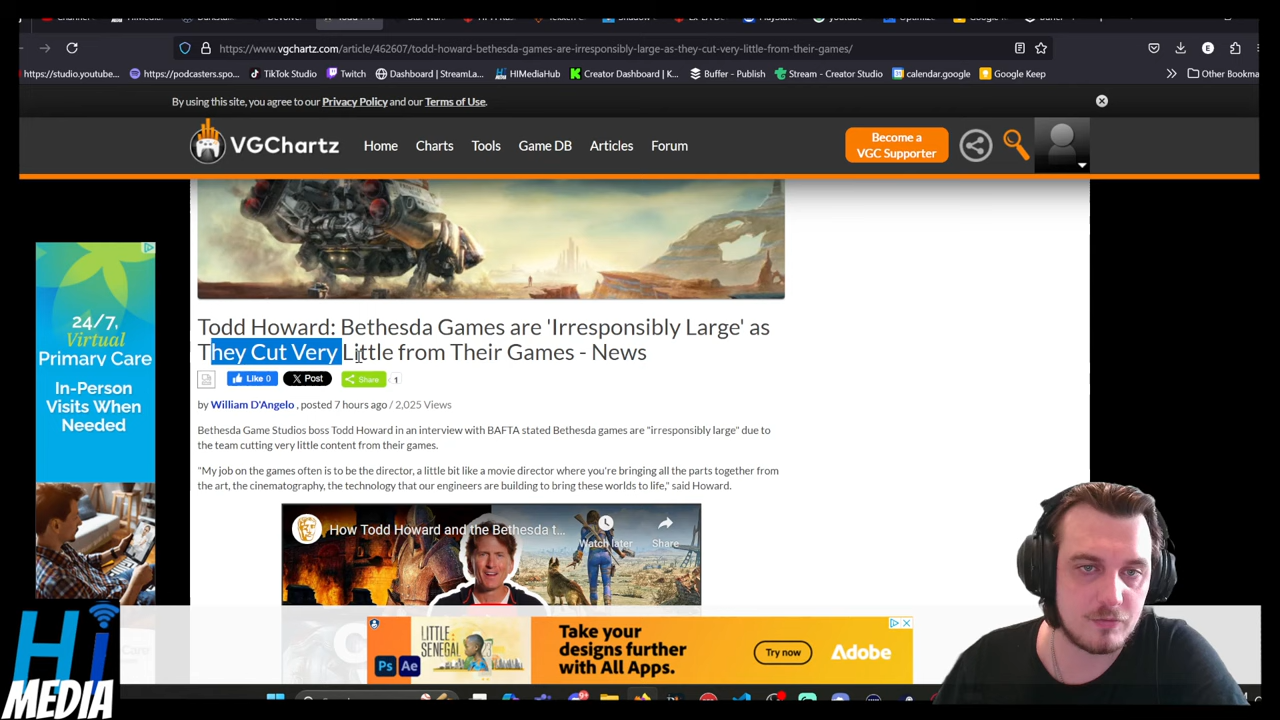 https://www.vgchartz.com/article/462607/todd-howard-bethesda-games-are-irresponsibly-large-as-they-cut-very-little-from-their-games/
https://studio.youtube...
https://podcasters.spo...
TikTok Studio
Twitch
Dashboard | StreamLa...
HIMediaHub
Creator Dashboard | K...
Buffer - Publish
Stream - Creator Studio
calendar.google
Google Keep
Other Bookma
By using this site, you agree to our Privacy Policy and our Terms of Use.
VGChartz
Home
Charts
Tools
Game DB
Articles
Forum
Become a
VGC Supporter
Todd Howard: Bethesda Games are 'Irresponsibly Large' as
They Cut Very Little from Their Games - News
Like 0
Post
Share
1
by William D'Angelo , posted 7 hours ago / 2,025 Views
Bethesda Game Studios boss Todd Howard in an interview with BAFTA stated Bethesda games are "irresponsibly large" due to
the team cutting very little content from their games.
"My job on the games often is to be the director, a little bit like a movie director where you're bringing all the parts together from
the art, the cinematography, the technology that our engineers are building to bring these worlds to life," said Howard.
How Todd Howard and the Bethesda t...
Watch later
Share
24/7,
Virtual
Primary Care
In-Person
Visits When
Needed
LITTLE
SENEGAL
Ps
Ae
Take your
designs further
with All Apps.
Try now
Adobe
Hi
MEDIA